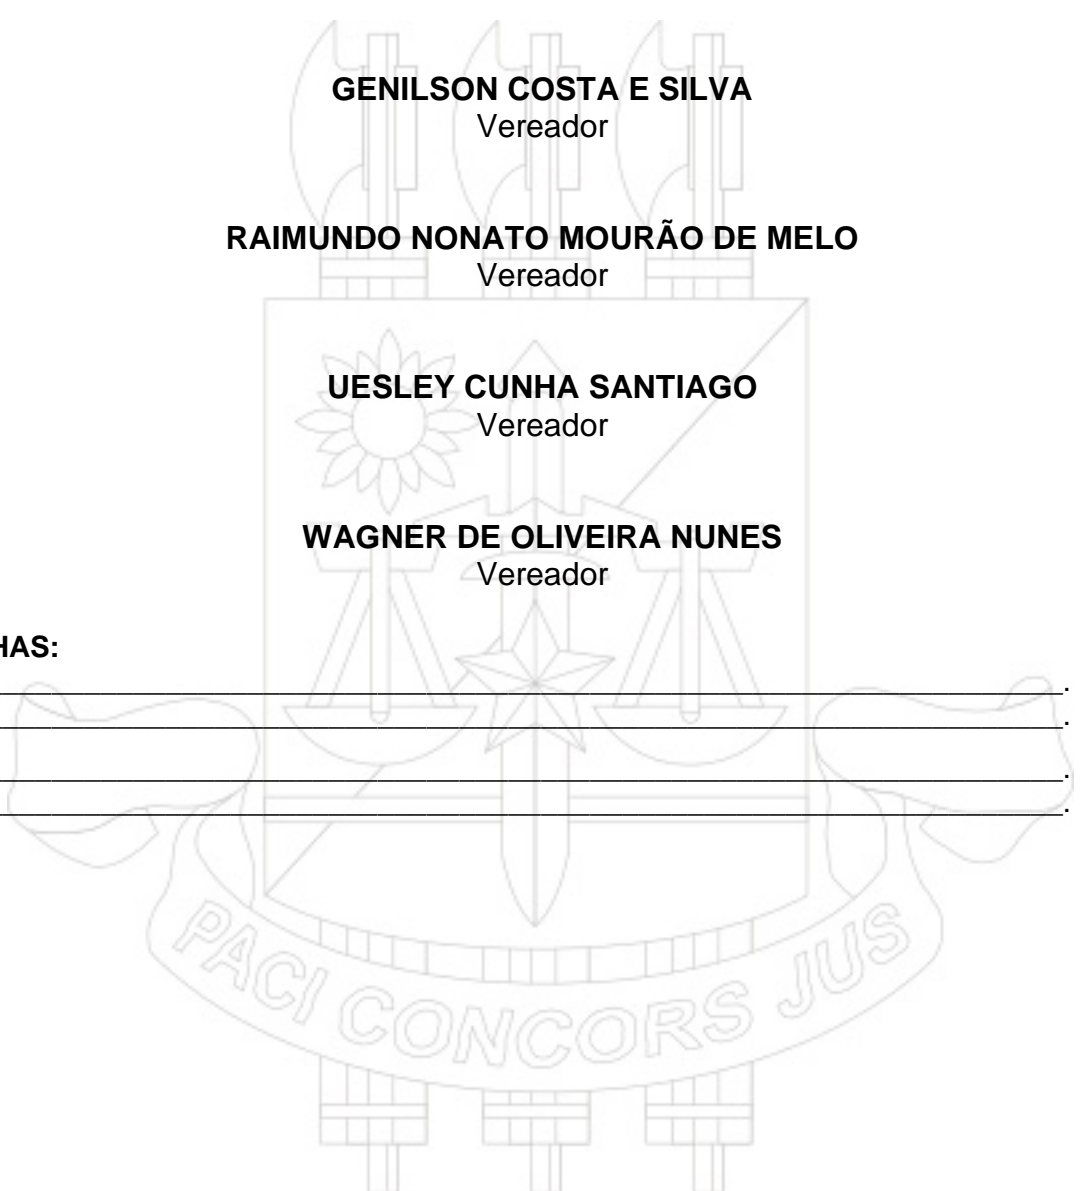 GENILSON COSTA E SILVA
Vereador
RAIMUNDO NONATO MOURÃO DE MELO
Vereador
UESLEY CUNHA SANTIAGO
Vereador
WAGNER DE OLIVEIRA NUNES
Vereador
HAS:
PACI CONCORS JUS